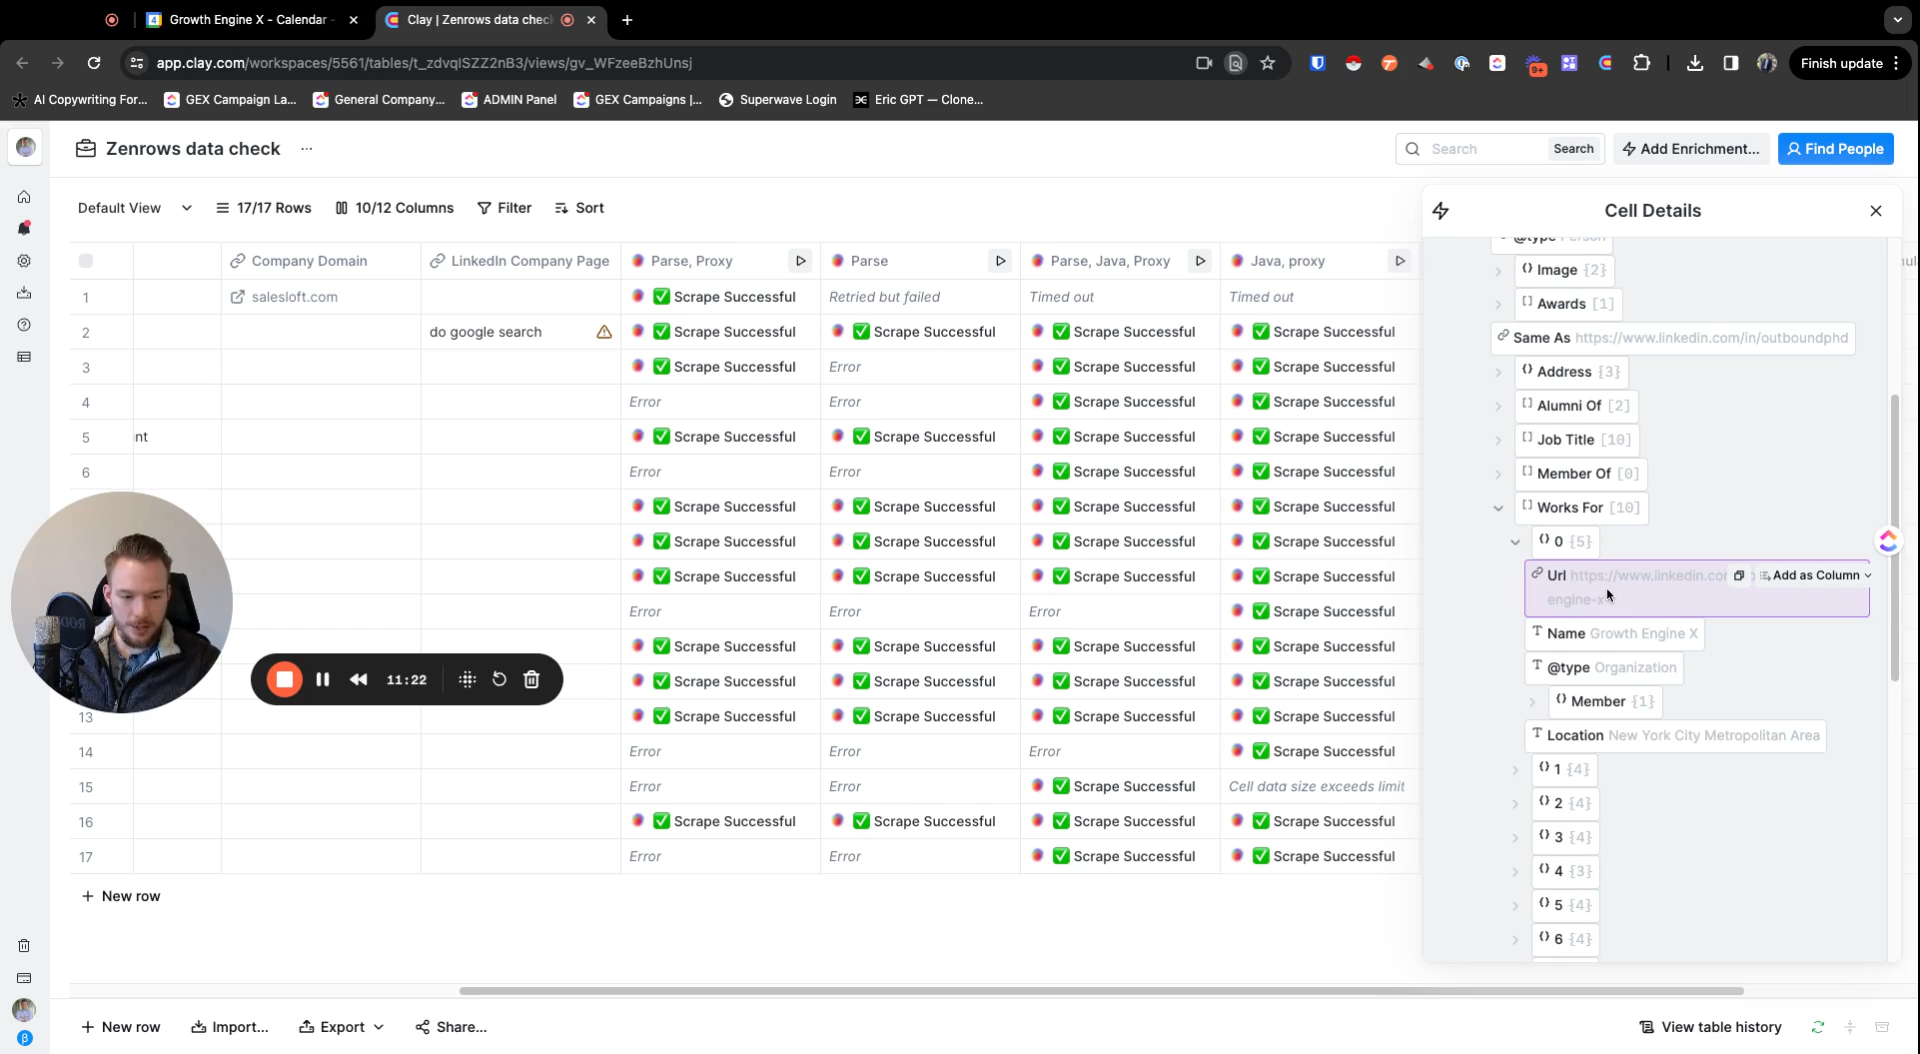 Growth Engine X - Calendar -
Clay | Zenrows data check
app.clay.com/workspaces/5561/tables/t_zdvqlSZZ2nB3/views/gv_WFzeeBzhUnsj
9+
Finish update
AI Copywriting For...
GEX Campaign La...
General Company...
ADMIN Panel
GEX Campaigns |...
Superwave Login
Eric GPT — Clone...
Zenrows data check
...
Search
Search
Add Enrichment...
Find People
Default View
17/17 Rows
10/12 Columns
Filter
Sort
Company Domain
LinkedIn Company Page
Parse, Proxy
Parse
Parse, Java, Proxy
Java, proxy
1
salesloft.com
Scrape Successful
Retried but failed
Timed out
Timed out
2
do google search
Scrape Successful
Scrape Successful
Scrape Successful
Scrape Successful
3
Scrape Successful
Error
Scrape Successful
Scrape Successful
4
Error
Error
Scrape Successful
Scrape Successful
5
nt
Scrape Successful
Scrape Successful
Scrape Successful
Scrape Successful
6
Error
Error
Scrape Successful
Scrape Successful
Scrape Successful
Scrape Successful
Scrape Successful
Scrape Successful
Scrape Successful
Scrape Successful
Scrape Successful
Scrape Successful
Scrape Successful
Scrape Successful
Scrape Successful
Scrape Successful
Error
Error
Error
Scrape Successful
Scrape Successful
Scrape Successful
Scrape Successful
Scrape Successful
Scrape Successful
Scrape Successful
Scrape Successful
Scrape Successful
13
Scrape Successful
Scrape Successful
Scrape Successful
Scrape Successful
14
Error
Error
Error
Scrape Successful
15
Error
Error
Scrape Successful
Cell data size exceeds limit
16
Scrape Successful
Scrape Successful
Scrape Successful
Scrape Successful
17
Error
Error
Scrape Successful
Scrape Successful
+ New row
11:22
RODE
Cell Details
@type Person
{} Image {2}
[] Awards [1]
Same As https://www.linkedin.com/in/outboundphd
{} Address {3}
[] Alumni Of [2]
[] Job Title [10]
[] Member Of [0]
[] Works For [10]
{} 0 {5}
Url https://www.linkedin.co
Add as Column
engine-x
T Name Growth Engine X
T @type Organization
{} Member {1}
T Location New York City Metropolitan Area
{} 1 {4}
{} 2 {4}
{} 3 {4}
{} 4 {3}
{} 5 {4}
{} 6 {4}
β
+ New row
Import...
Export
Share...
View table history